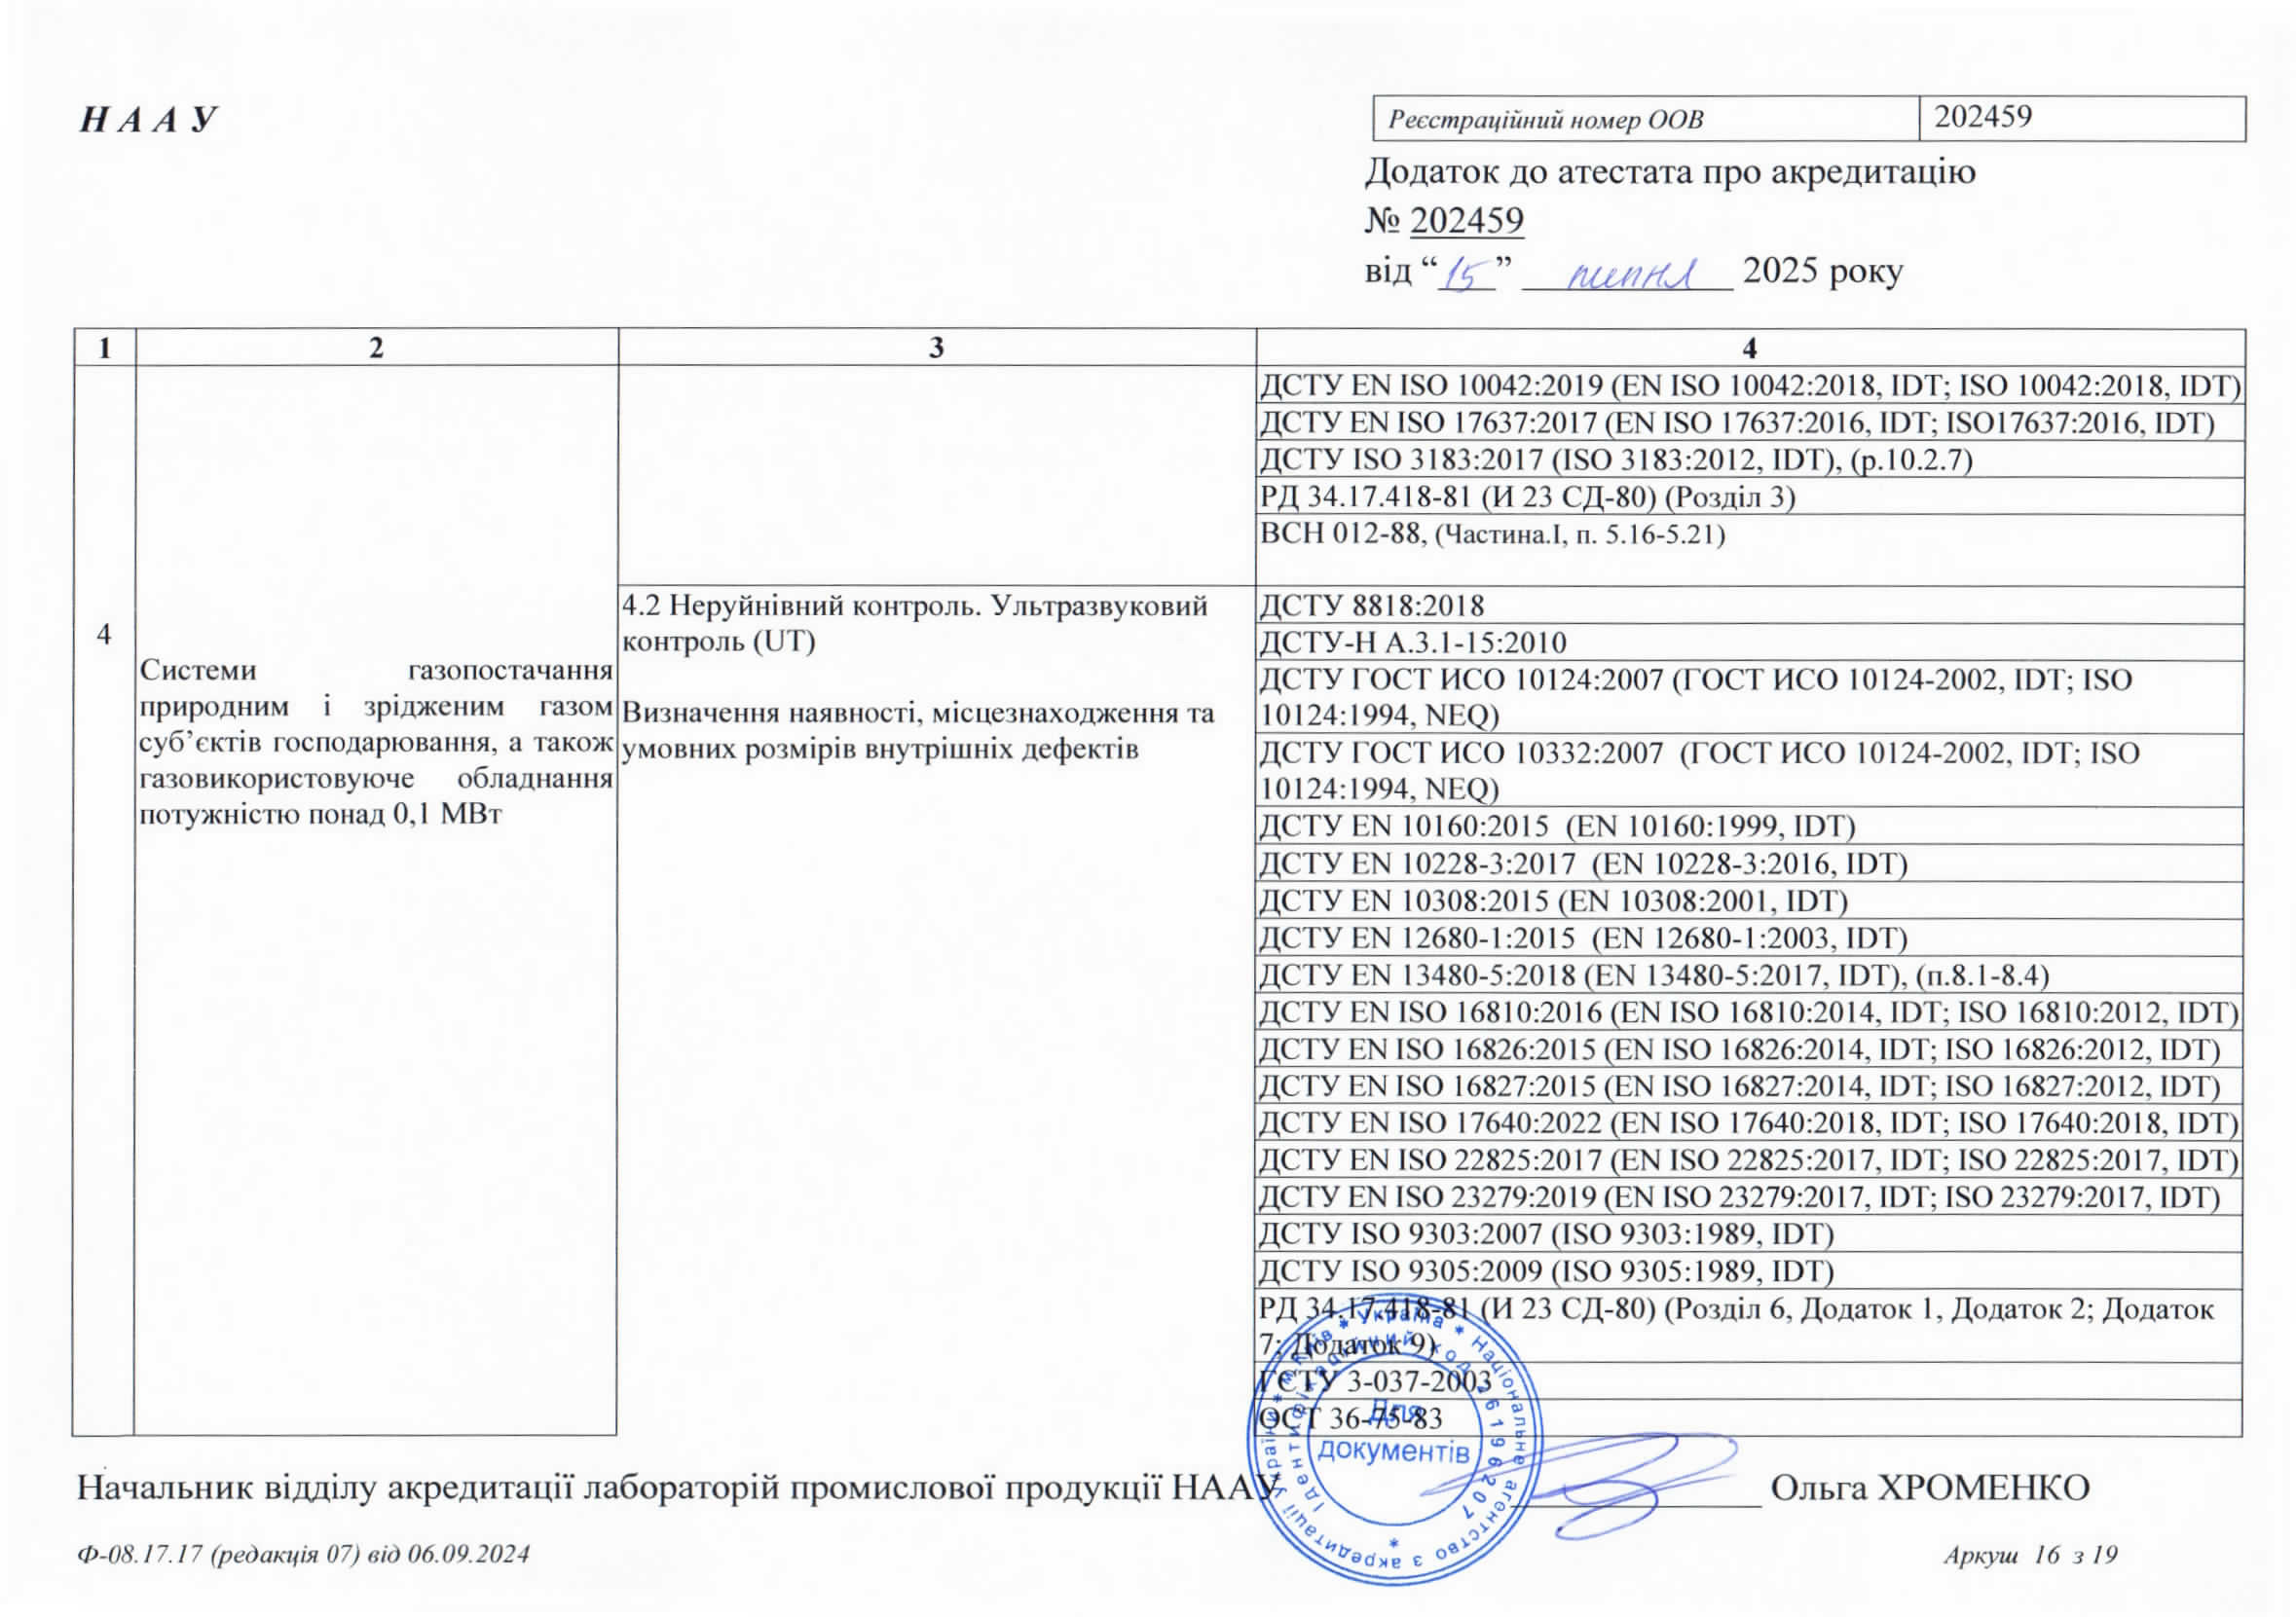 Н А А У
Реєстраційний номер ООВ 202459
Додаток до атестата про акредитацію
№ 202459
від “15” липня 2025 року
1 2 3 4
ДСТУ EN ISO 10042:2019 (EN ISO 10042:2018, IDT; ISO 10042:2018, IDT)
ДСТУ EN ISO 17637:2017 (EN ISO 17637:2016, IDT; ISO17637:2016, IDT)
ДСТУ ISO 3183:2017 (ISO 3183:2012, IDT), (р.10.2.7)
РД 34.17.418-81 (И 23 СД-80) (Розділ 3)
ВСН 012-88, (Частина.I, п. 5.16-5.21)
4
Системи газопостачання
природним і зрідженим газом
суб’єктів господарювання, а також
газовикористовуюче обладнання
потужністю понад 0,1 МВт
4.2 Неруйнівний контроль. Ультразвуковий
контроль (UT)
Визначення наявності, місцезнаходження та
умовних розмірів внутрішніх дефектів
ДСТУ 8818:2018
ДСТУ-Н А.3.1-15:2010
ДСТУ ГОСТ ИСО 10124:2007 (ГОСТ ИСО 10124-2002, IDT; ISO
10124:1994, NEQ)
ДСТУ ГОСТ ИСО 10332:2007 (ГОСТ ИСО 10124-2002, IDT; ISO
10124:1994, NEQ)
ДСТУ EN 10160:2015 (EN 10160:1999, IDT)
ДСТУ EN 10228-3:2017 (EN 10228-3:2016, IDT)
ДСТУ EN 10308:2015 (EN 10308:2001, IDT)
ДСТУ EN 12680-1:2015 (EN 12680-1:2003, IDT)
ДСТУ EN 13480-5:2018 (EN 13480-5:2017, IDT), (п.8.1-8.4)
ДСТУ EN ISO 16810:2016 (EN ISO 16810:2014, IDT; ISO 16810:2012, IDT)
ДСТУ EN ISO 16826:2015 (EN ISO 16826:2014, IDT; ISO 16826:2012, IDT)
ДСТУ EN ISO 16827:2015 (EN ISO 16827:2014, IDT; ISO 16827:2012, IDT)
ДСТУ EN ISO 17640:2022 (EN ISO 17640:2018, IDT; ISO 17640:2018, IDT)
ДСТУ EN ISO 22825:2017 (EN ISO 22825:2017, IDT; ISO 22825:2017, IDT)
ДСТУ EN ISO 23279:2019 (EN ISO 23279:2017, IDT; ISO 23279:2017, IDT)
ДСТУ ISO 9303:2007 (ISO 9303:1989, IDT)
ДСТУ ISO 9305:2009 (ISO 9305:1989, IDT)
РД 34.17.418-81 (И 23 СД-80) (Розділ 6, Додаток 1, Додаток 2; Додаток
7; Додаток 9)
ГСТУ 3-037-2003
ОСТ 36-75-83
Національне агентство з акредитації України * м.Київ * Україна *
Ідентифікаційний код 26196207
Для
документів
Начальник відділу акредитації лабораторій промислової продукції НААУ Ольга ХРОМЕНКО
Ф-08.17.17 (редакція 07) від 06.09.2024 Аркуш 16 з 19